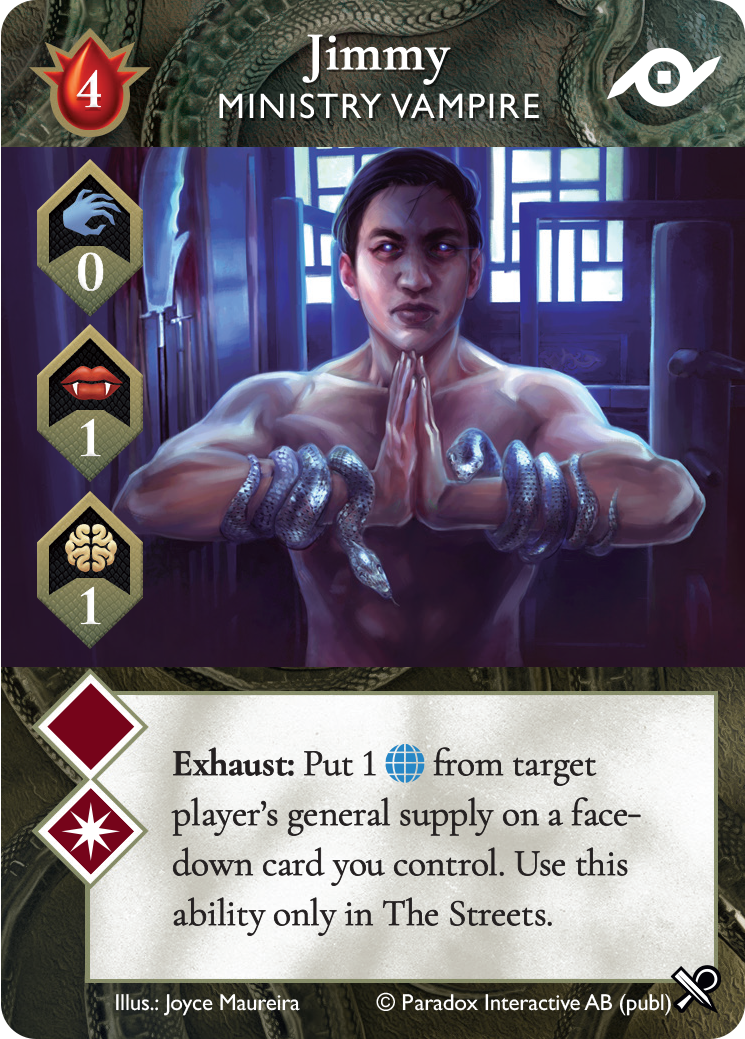 Jimmy
4
MINISTRY VAMPIRE
0
1
1
Exhaust: Put 1 from target
player's general supply on a face-
down card you control. Use this
ability only in The Streets.
Illus.: Joyce Maureira © Paradox Interactive AB (publ)